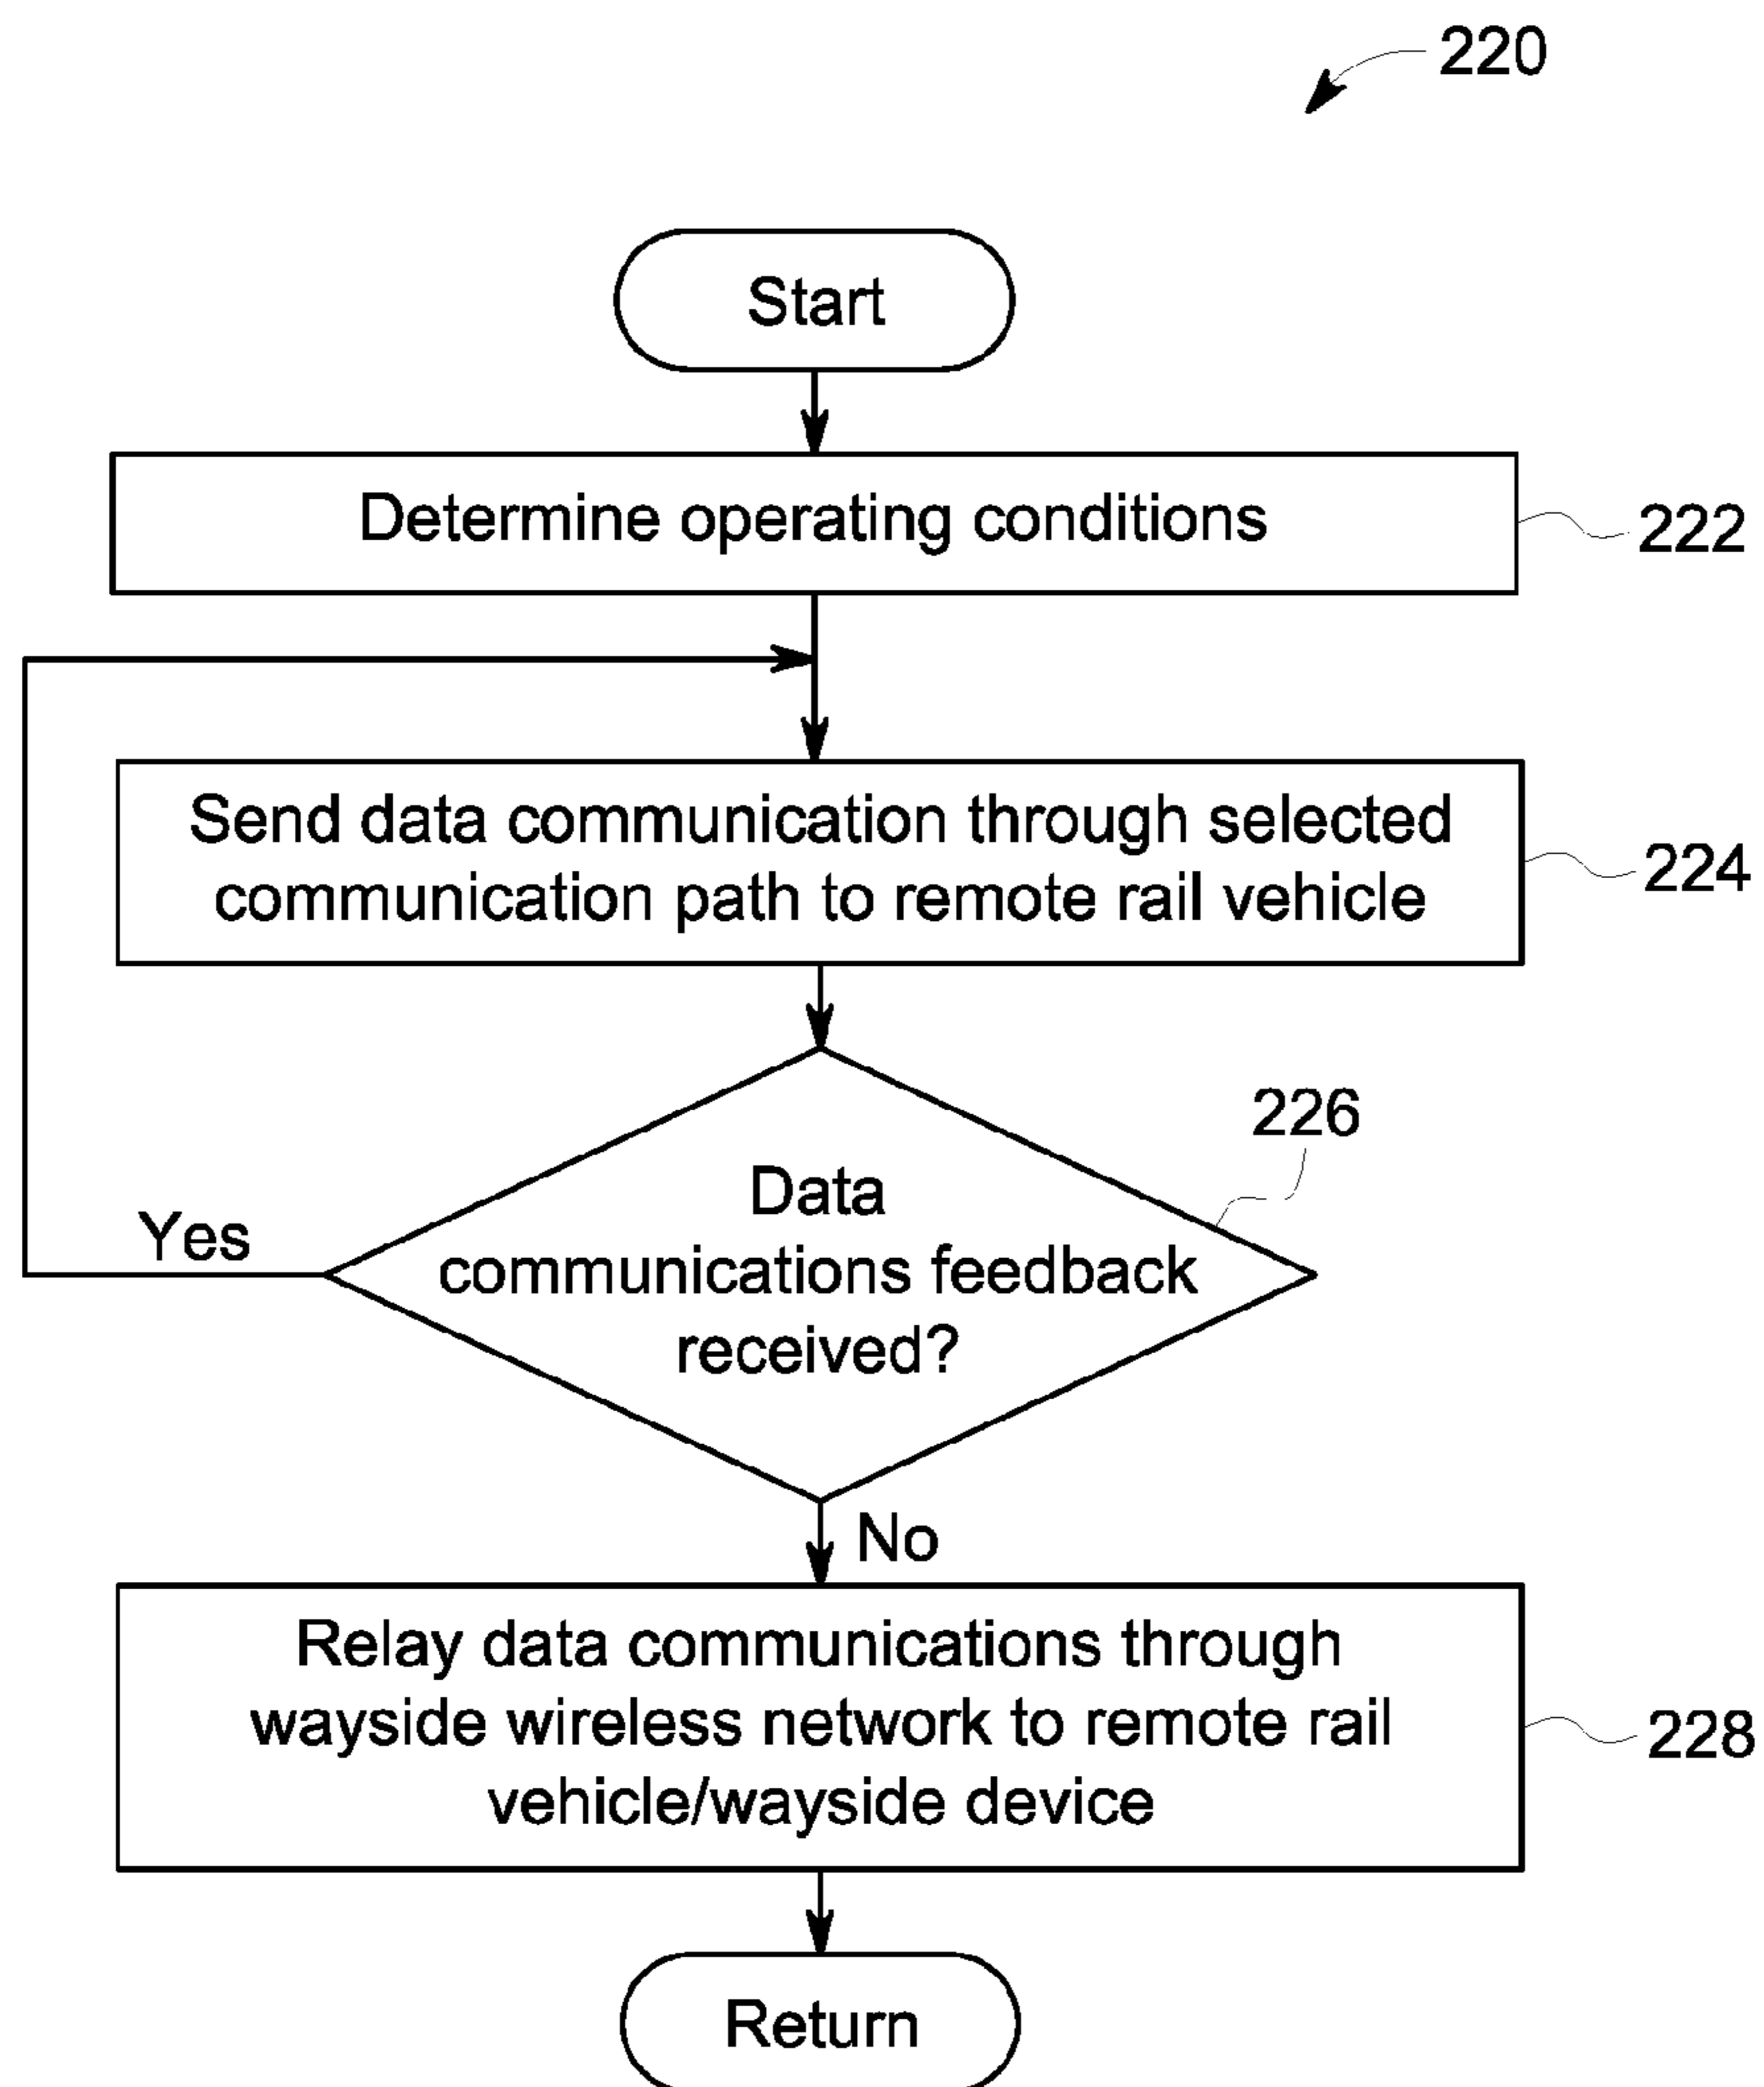 220
Start
Determine operating conditions
222
Send data communication through selected
communication path to remote rail vehicle
224
226
Data
communications feedback
received?
Yes
No
Relay data communications through
wayside wireless network to remote rail
vehicle/wayside device
228
Return